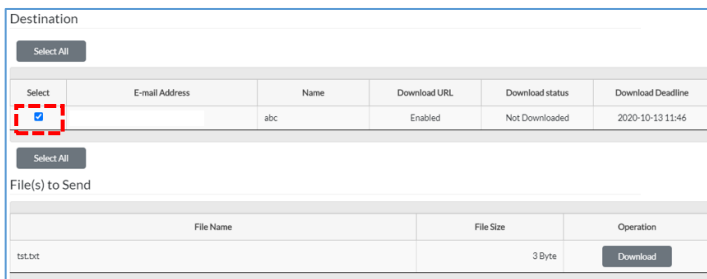 Destination
Select All
Select E-mail Address Name Download URL Download status Download Deadline
abc Enabled Not Downloaded 2020-10-13 11:46
Select All
File(s) to Send
File Name File Size Operation
tst.txt 3 Byte Download